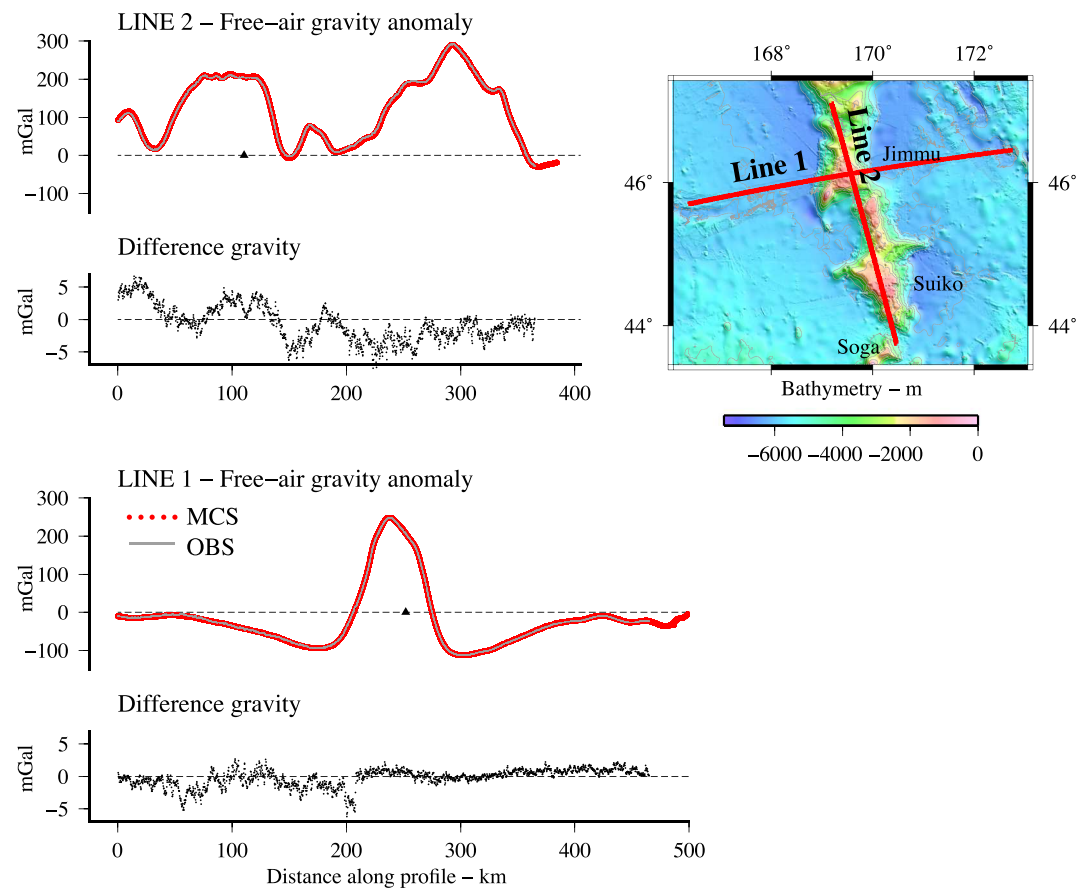 LINE 2 – Free–air gravity anomaly
300
200
100
0
−100
mGal
Difference gravity
5
0
−5
mGal
0 100 200 300 400
168° 170° 172°
46° 46°
44° 44°
Line 1
Line 2
Jimmu
Suiko
Soga
Bathymetry – m
−6000 −4000 −2000 0
LINE 1 – Free–air gravity anomaly
300
200
100
0
−100
mGal
MCS
OBS
Difference gravity
5
0
−5
mGal
0 100 200 300 400 500
Distance along profile – km